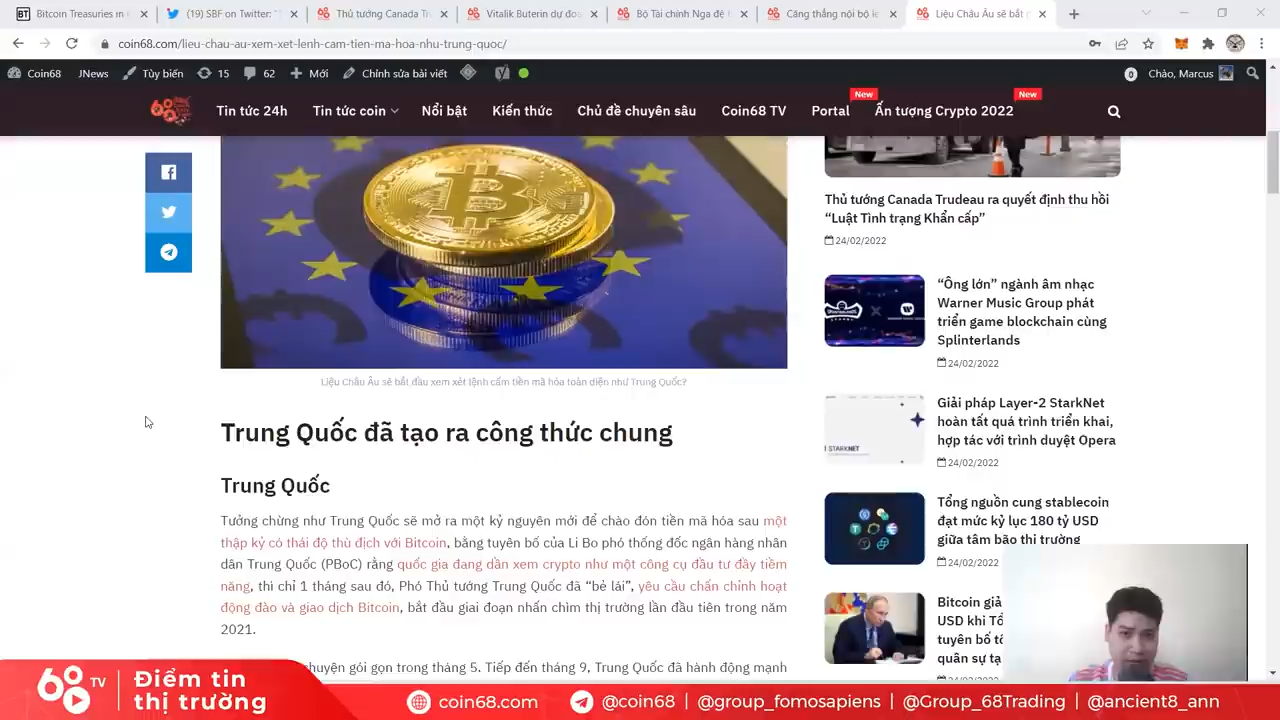 Bitcoin Treasuries in
(19) SBF on Twitter: "
Thủ tướng Canada Tr
Vitalik Buterin dự đoá
Bộ Tài chính Nga đệ
Căng thẳng nội bộ lé
Liệu Châu Âu sẽ bắt
coin68.com/lieu-chau-au-xem-xet-lenh-cam-tien-ma-hoa-nhu-trung-quoc/
Coin68
JNews
Tùy biến
15
62
Mới
Chỉnh sửa bài viết
0
Chào, Marcus
Tin tức 24h
Tin tức coin
Nổi bật
Kiến thức
Chủ đề chuyên sâu
Coin68 TV
Portal
New
Ấn tượng Crypto 2022
New
Liệu Châu Âu sẽ bắt đầu xem xét lệnh cấm tiền mã hóa toàn diện như Trung Quốc?
Trung Quốc đã tạo ra công thức chung
Trung Quốc
Tưởng chừng như Trung Quốc sẽ mở ra một kỷ nguyên mới để chào đón tiền mã hóa sau một
thập kỷ có thái độ thù địch với Bitcoin, bằng tuyên bố của Li Bo phó thống đốc ngân hàng nhân
dân Trung Quốc (PBoC) rằng quốc gia đang dần xem crypto như một công cụ đầu tư đầy tiềm
năng, thì chỉ 1 tháng sau đó, Phó Thủ tướng Trung Quốc đã “bẻ lái”, yêu cầu chấn chỉnh hoạt
động đào và giao dịch Bitcoin, bắt đầu giai đoạn nhấn chìm thị trường lần đầu tiên trong năm
2021.
chuyện gói gọn trong tháng 5. Tiếp đến tháng 9, Trung Quốc đã hành động mạnh
Thủ tướng Canada Trudeau ra quyết định thu hồi
“Luật Tình trạng Khẩn cấp”
24/02/2022
“Ông lớn” ngành âm nhạc
Warner Music Group phát
triển game blockchain cùng
Splinterlands
24/02/2022
Giải pháp Layer-2 StarkNet
hoàn tất quá trình triển khai,
hợp tác với trình duyệt Opera
24/02/2022
STARKNET
Tổng nguồn cung stablecoin
đạt mức kỷ lục 180 tỷ USD
giữa tâm bão thị trường
24/02/2022
Bitcoin giả
USD khi Tổ
tuyên bố tổ
quân sự tạ
68 TV
Điểm tin
thị trường
coin68.com
@coin68 | @group_fomosapiens | @Group_68Trading | @ancient8_ann